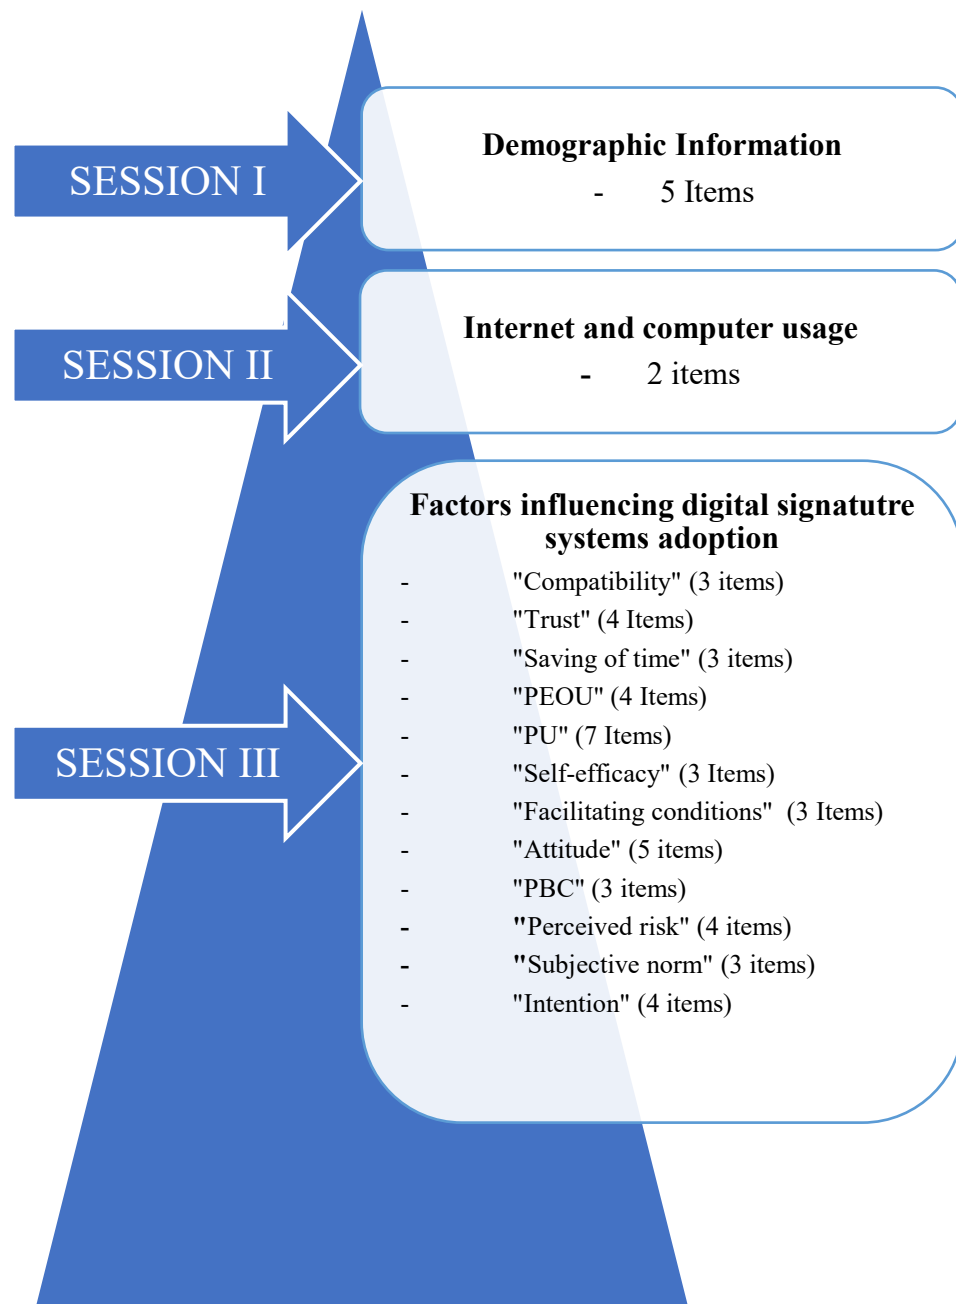 SESSION I
Demographic Information
- 5 Items
SESSION II
Internet and computer usage
- 2 items
SESSION III
Factors influencing digital signatutre
systems adoption
- "Compatibility" (3 items)
- "Trust" (4 Items)
- "Saving of time" (3 items)
- "PEOU" (4 Items)
- "PU" (7 Items)
- "Self-efficacy" (3 Items)
- "Facilitating conditions" (3 Items)
- "Attitude" (5 items)
- "PBC" (3 items)
- "Perceived risk" (4 items)
- "Subjective norm" (3 items)
- "Intention" (4 items)